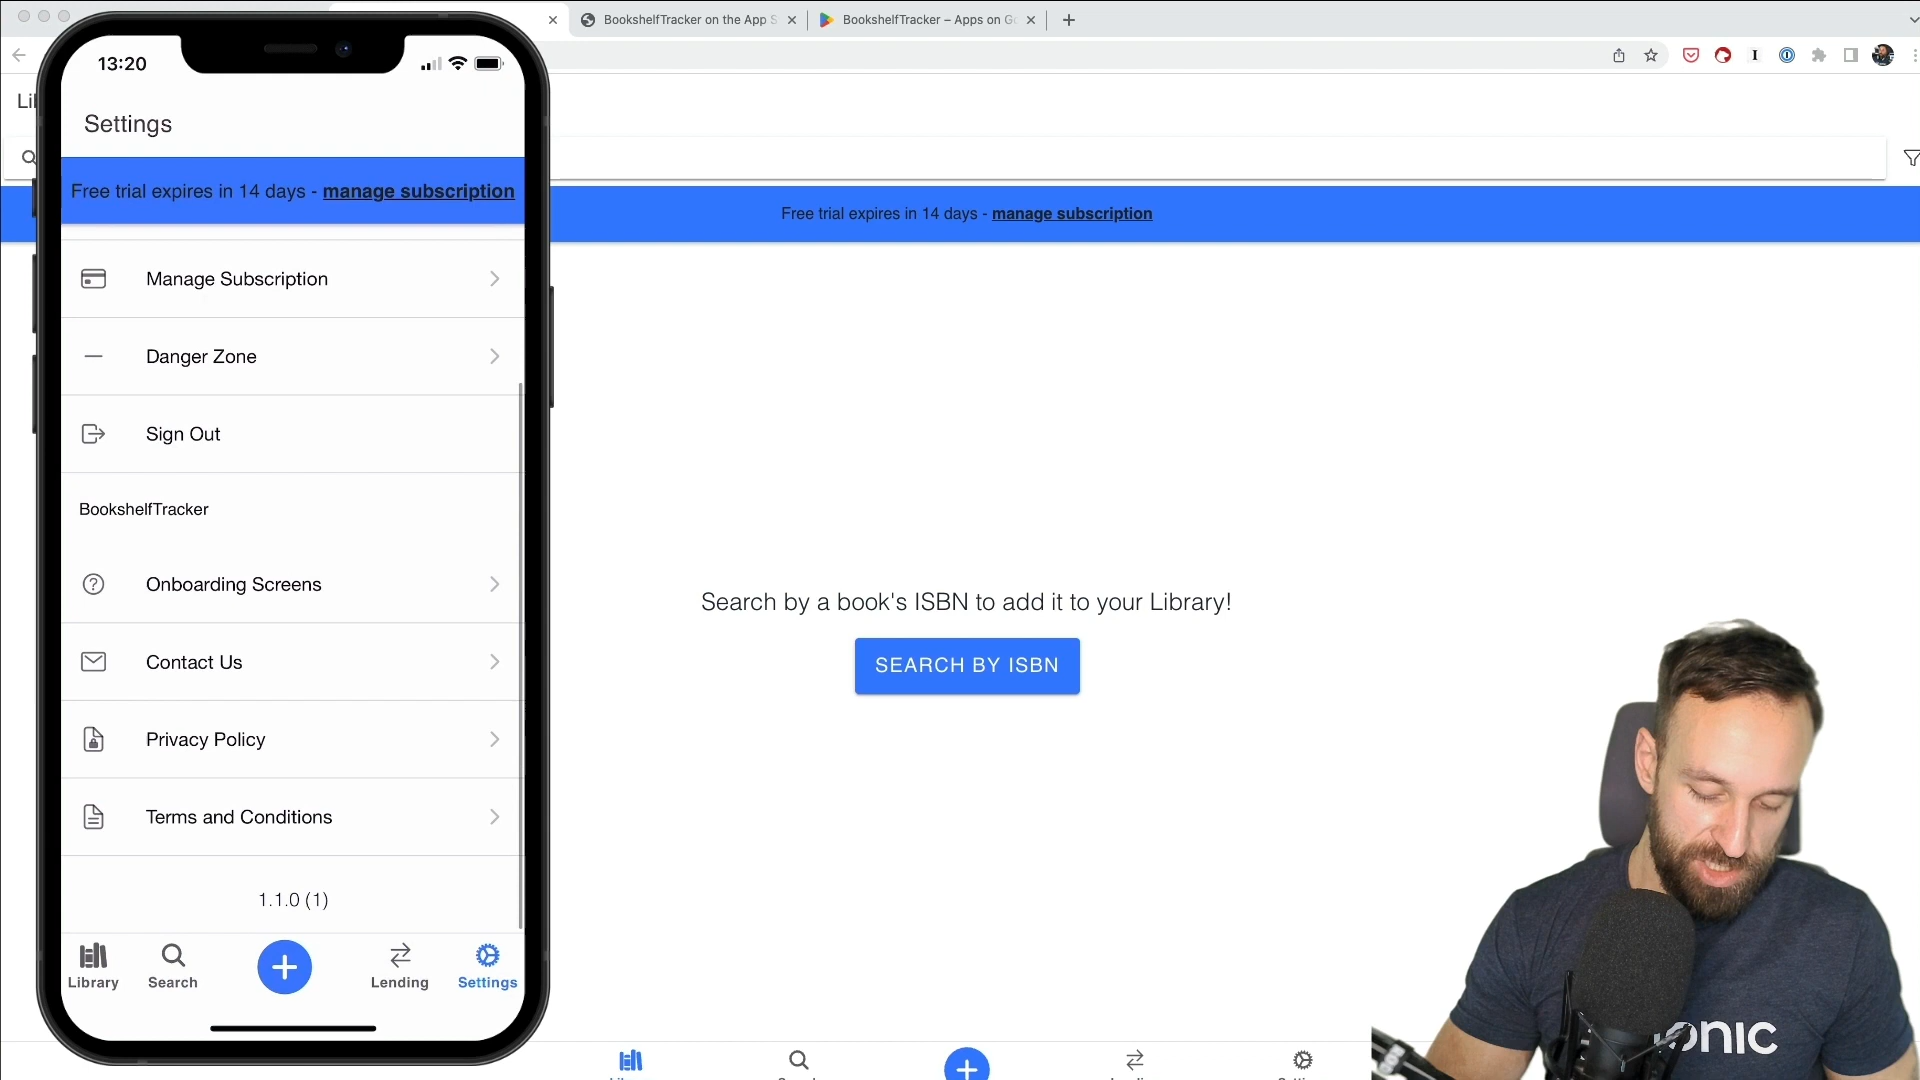 BookshelfTracker on the App S
BookshelfTracker – Apps on Go
13:20
Settings
Free trial expires in 14 days - manage subscription
Manage Subscription
Danger Zone
Sign Out
BookshelfTracker
Onboarding Screens
Contact Us
Privacy Policy
Terms and Conditions
1.1.0 (1)
Library
Search
Lending
Settings
Free trial expires in 14 days - manage subscription
Search by a book's ISBN to add it to your Library!
SEARCH BY ISBN